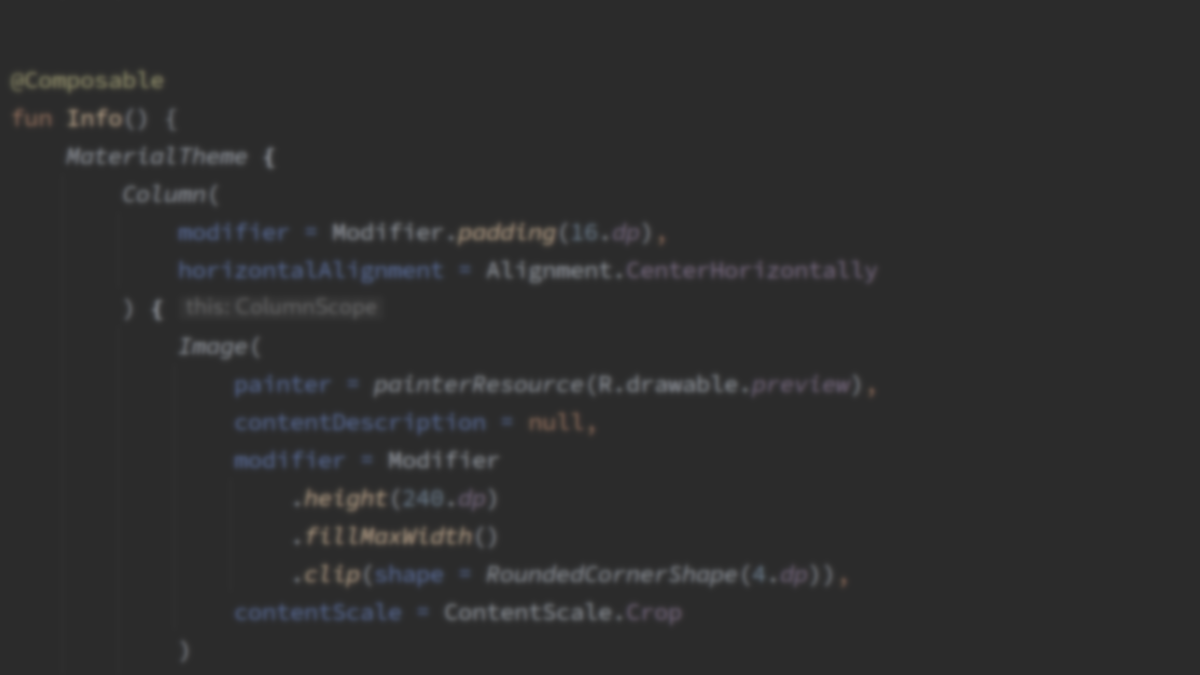 @Composable
fun Info() {
    MaterialTheme {
        Column(
            modifier = Modifier.padding(16.dp),
            horizontalAlignment = Alignment.CenterHorizontally
        ) { this: ColumnScope
            Image(
                painter = painterResource(R.drawable.preview),
                contentDescription = null,
                modifier = Modifier
                    .height(240.dp)
                    .fillMaxWidth()
                    .clip(shape = RoundedCornerShape(4.dp)),
                contentScale = ContentScale.Crop
            )